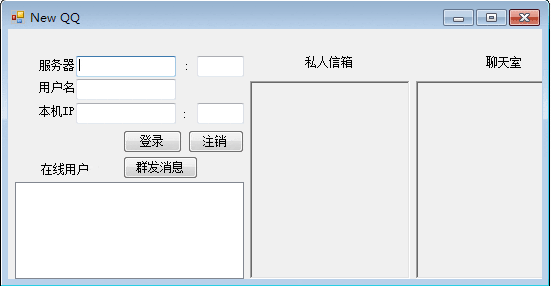 New QQ
服务器 :
用户名
本机IP :
登录 注销
在线用户 群发消息
私人信箱
聊天室